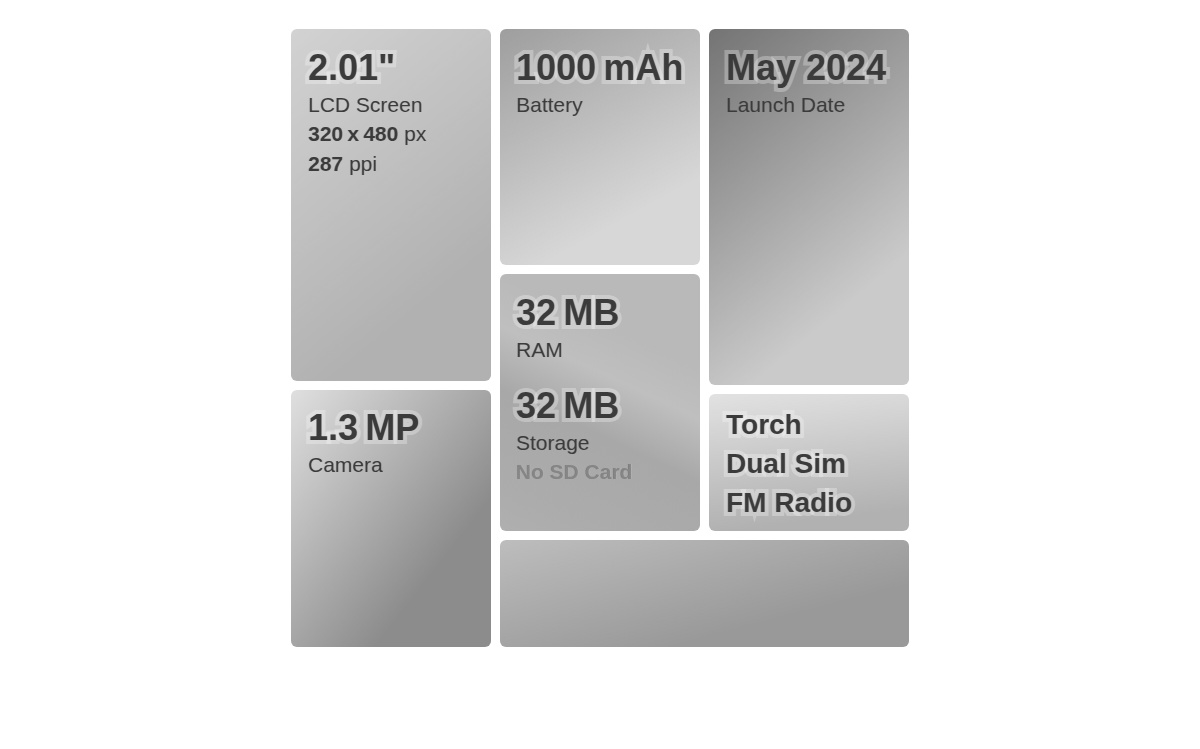 2.01"
LCD Screen
320 x 480 px
287 ppi
1000 mAh
Battery
May 2024
Launch Date
32 MB
RAM
32 MB
Storage
No SD Card
1.3 MP
Camera
Torch
Dual Sim
FM Radio